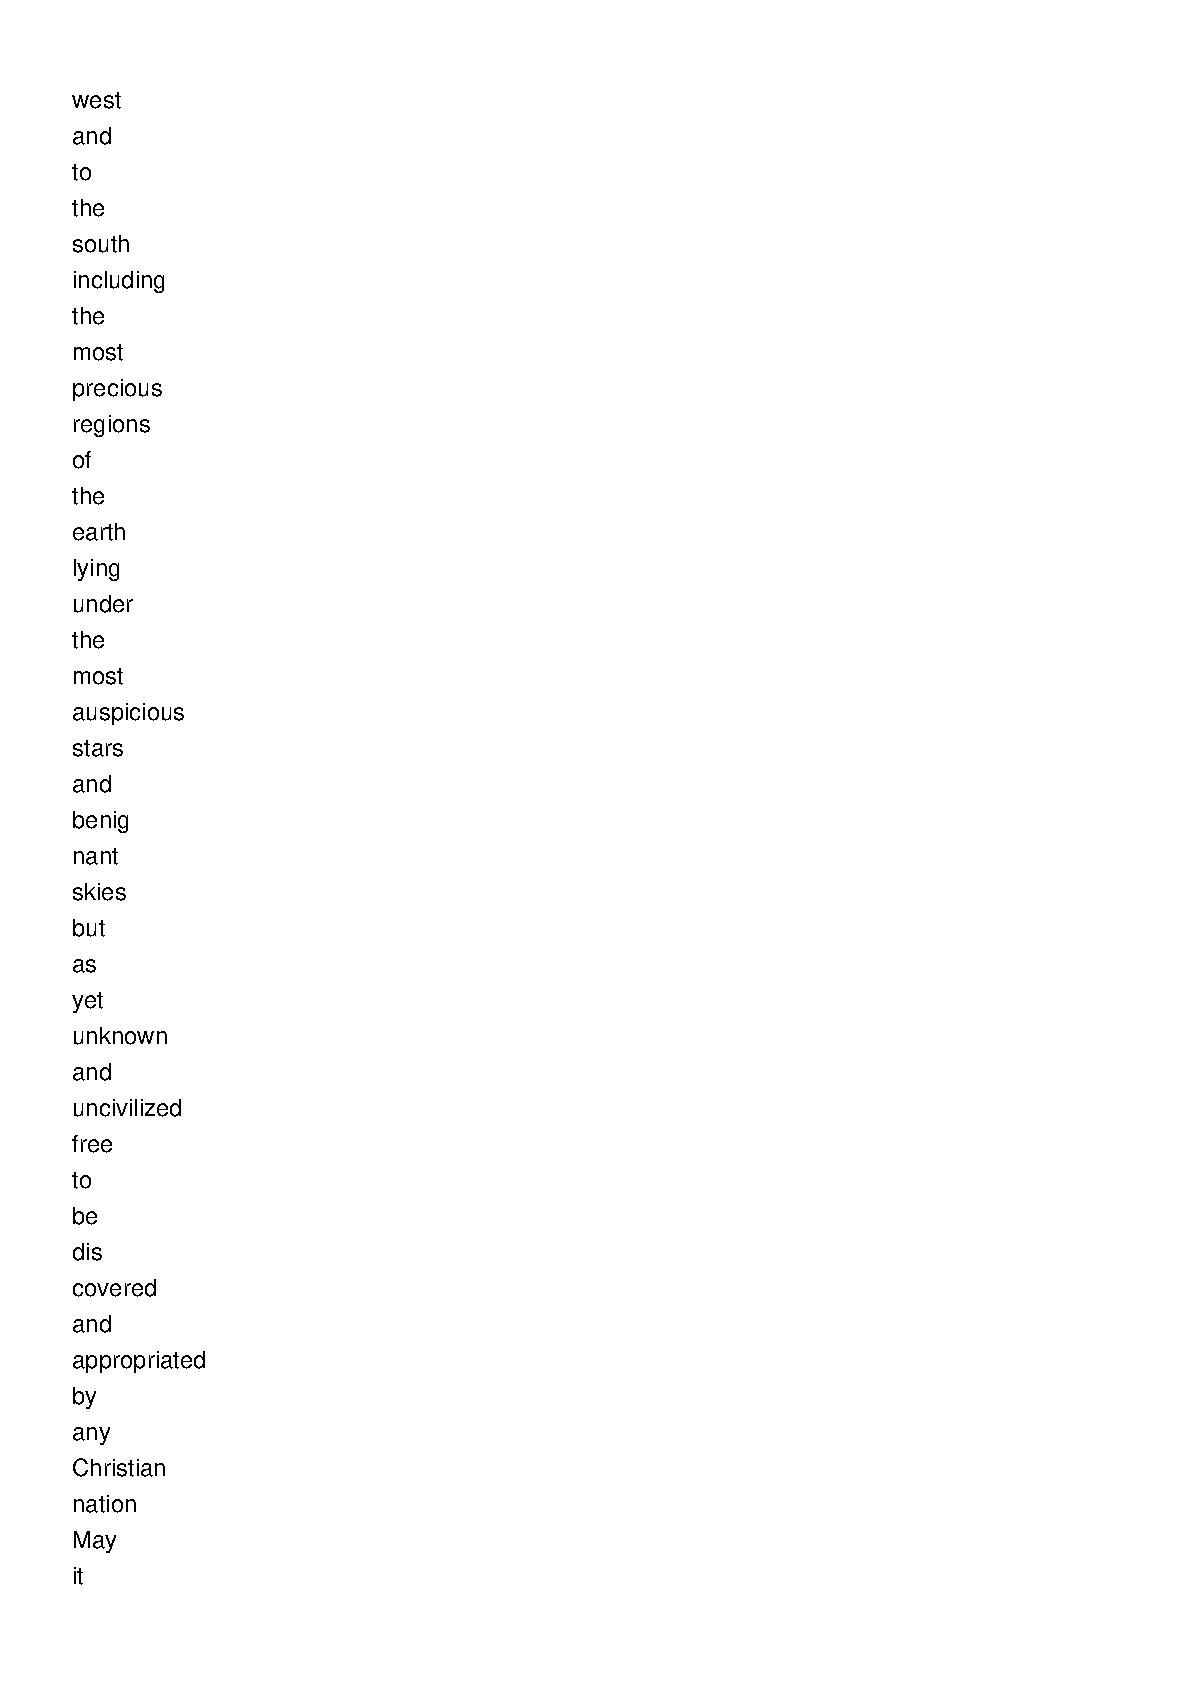 west
and
to
the
south
including
the
most
precious
regions
of
the
earth
lying
under
the
most
auspicious
stars
and
benig
nant
skies
but
as
yet
unknown
and
uncivilized
free
to
be
dis
covered
and
appropriated
by
any
Christian
nation
May
it